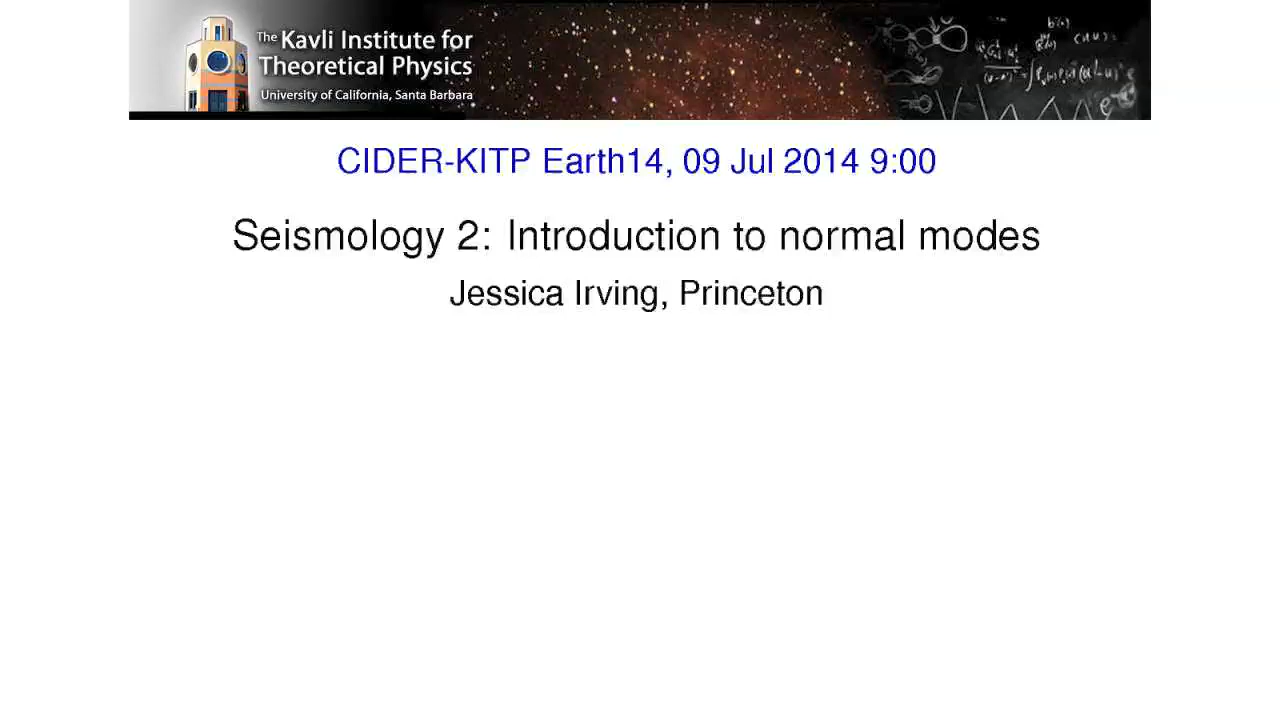 The Kavli Institute for
Theoretical Physics
University of California, Santa Barbara
CIDER-KITP Earth14, 09 Jul 2014 9:00
Seismology 2: Introduction to normal modes
Jessica Irving, Princeton